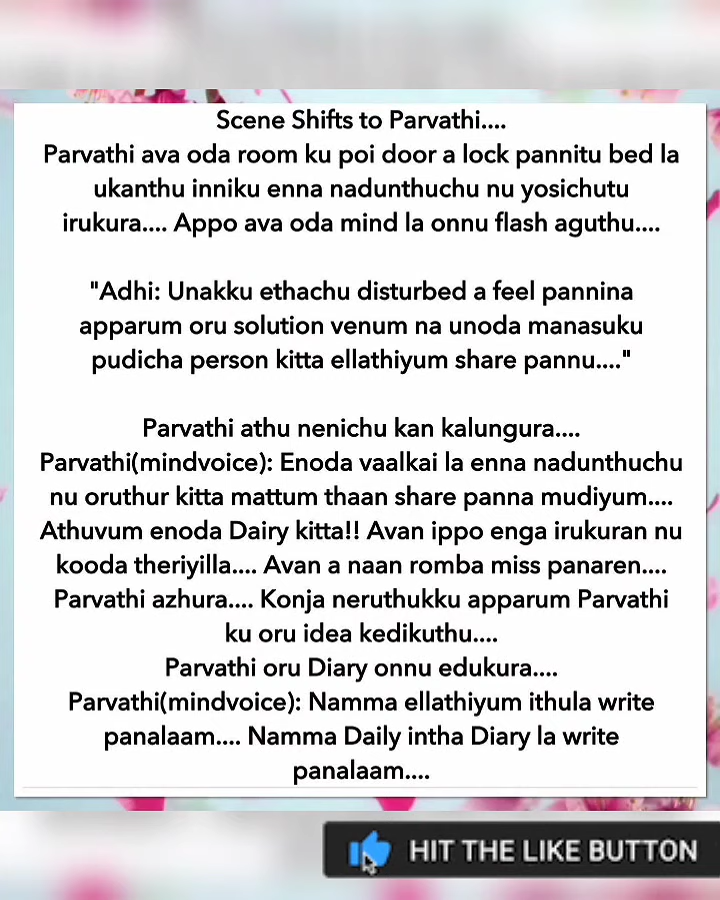 Scene Shifts to Parvathi....
Parvathi ava oda room ku poi door a lock pannitu bed la
ukanthu inniku enna nadunthuchu nu yosichutu
irukura.... Appo ava oda mind la onnu flash aguthu....
"Adhi: Unakku ethachu disturbed a feel pannina
apparum oru solution venum na unoda manasuku
pudicha person kitta ellathiyum share pannu...."
Parvathi athu nenichu kan kalungura....
Parvathi(mindvoice): Enoda vaalkai la enna nadunthuchu
nu oruthur kitta mattum thaan share panna mudiyum....
Athuvum enoda Dairy kitta!! Avan ippo enga irukuran nu
kooda theriyilla.... Avan a naan romba miss panaren....
Parvathi azhura.... Konja neruthukku apparum Parvathi
ku oru idea kedikuthu....
Parvathi oru Diary onnu edukura....
Parvathi(mindvoice): Namma ellathiyum ithula write
panalaam.... Namma Daily intha Diary la write
panalaam....
HIT THE LIKE BUTTON